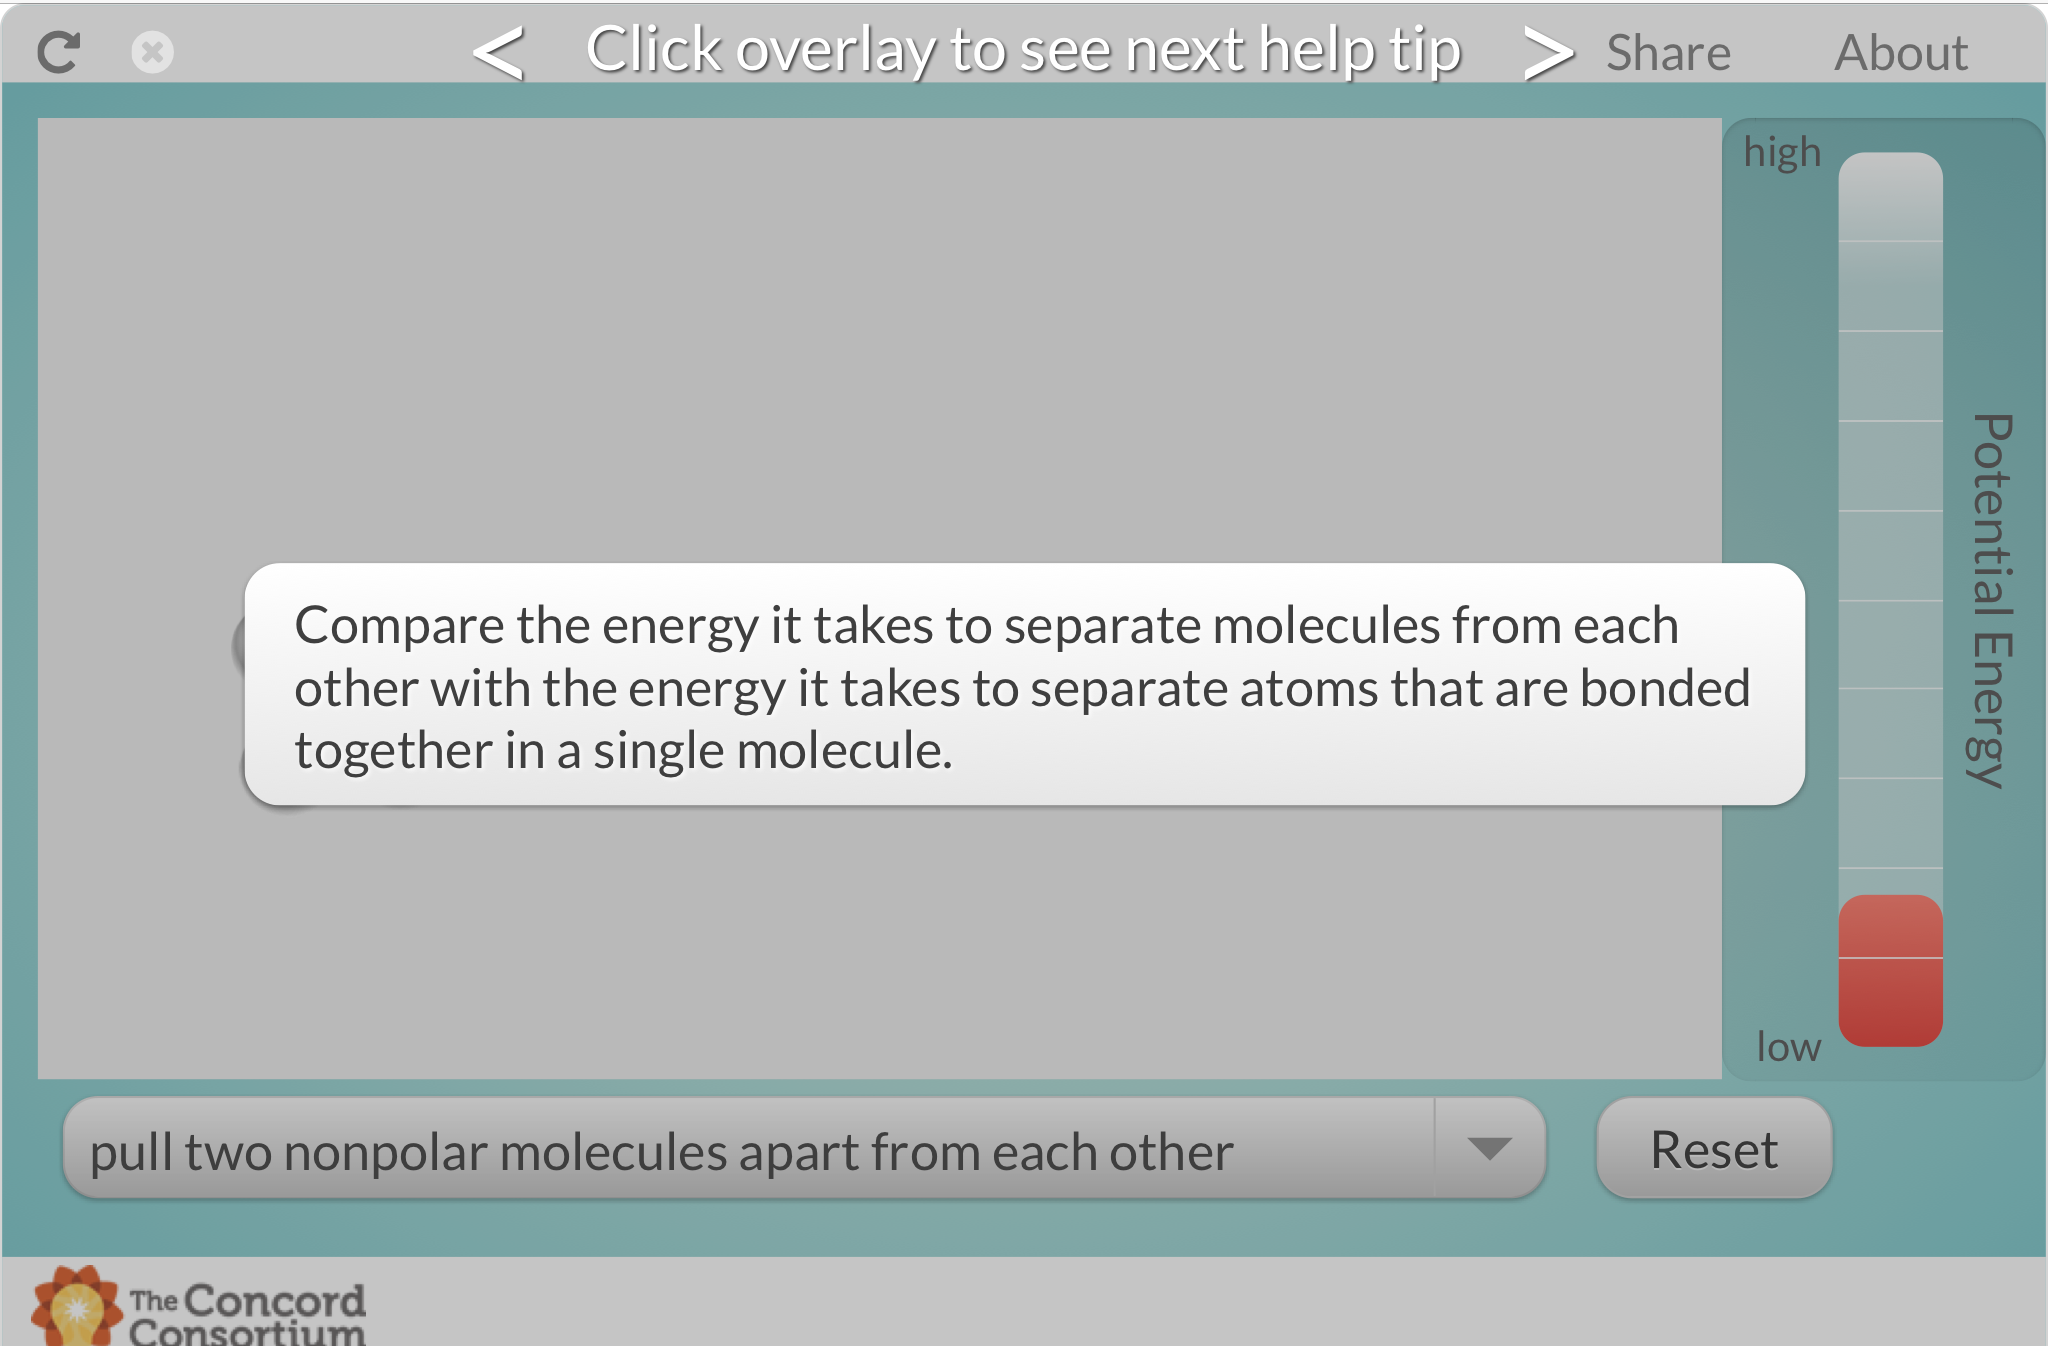 < Click overlay to see next help tip > Share About
high
Potential Energy
Compare the energy it takes to separate molecules from each
other with the energy it takes to separate atoms that are bonded
together in a single molecule.
low
pull two nonpolar molecules apart from each other
Reset
The Concord
Consortium